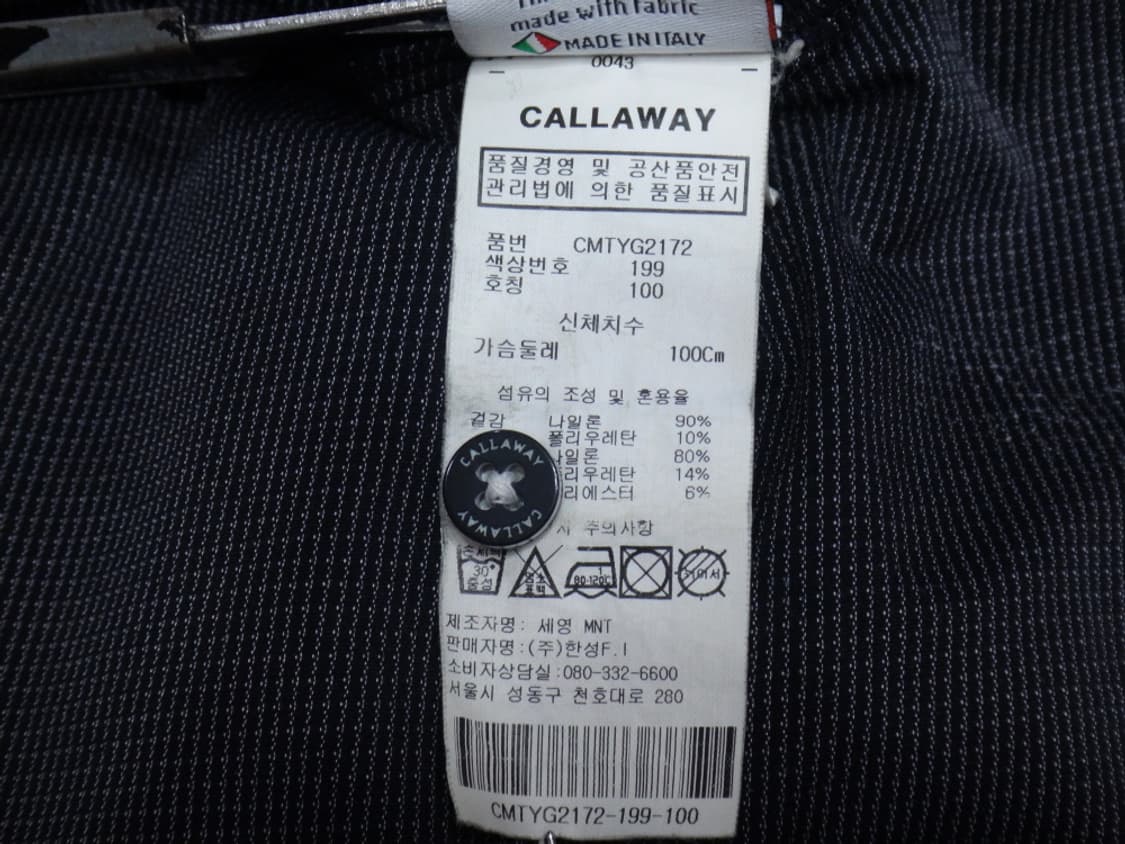 made with fabric
MADE IN ITALY
0043
CALLAWAY
품질경영 및 공산품안전
관리법에 의한 품질표시
품번 CMTYG2172
색상번호 199
호칭 100
신체치수
가슴둘레 100Cm
섬유의 조성 및 혼용율
겉감 나일론 90%
폴리우레탄 10%
나일론 80%
리우레탄 14%
리에스터 6%
CALLAWAY
CALLAWAY
주의사항
30°
중성
80-120℃
제조자명: 세영 MNT
판매자명:(주)한성F.I
소비자상담실:080-332-6600
서울시 성동구 천호대로 280
CMTYG2172-199-100